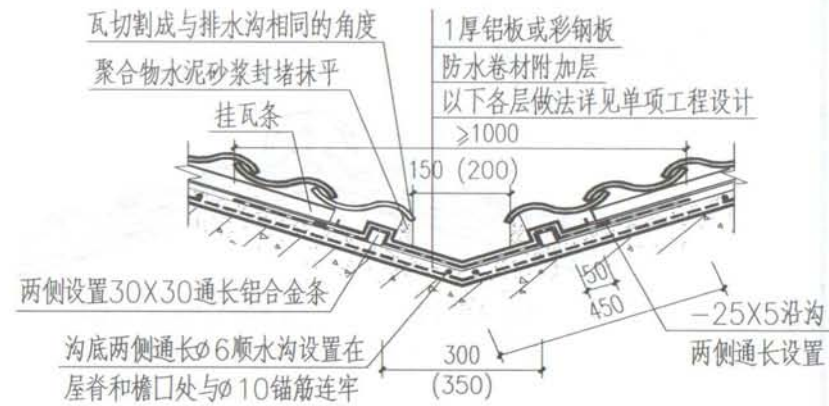 瓦切割成与排水沟相同的角度
聚合物水泥砂浆封堵抹平
挂瓦条
1厚铝板或彩钢板
防水卷材附加层
以下各层做法详见单项工程设计
≥1000
150 (200)
两侧设置30X30通长铝合金条
沟底两侧通长ø6顺水沟设置在
屋脊和檐口处与ø10锚筋连牢
300
(350)
50
450
-25X5沿沟
两侧通长设置